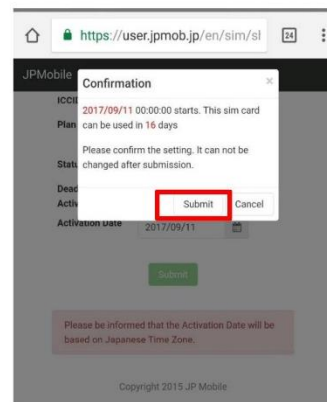 https://user.jpmob.jp/en/sim/sl
24
JPMobile
Confirmation
×
ICCID
2017/09/11 00:00:00 starts. This sim card
Plan
can be used in 16 days
Please confirm the setting. It can not be
Statu
changed after submission.
Dead
Activ
Submit
Cancel
Activation Date
2017/09/11
Submit
Please be informed that the Activation Date will be
based on Japanese Time Zone.
Copyright 2015 JP Mobile